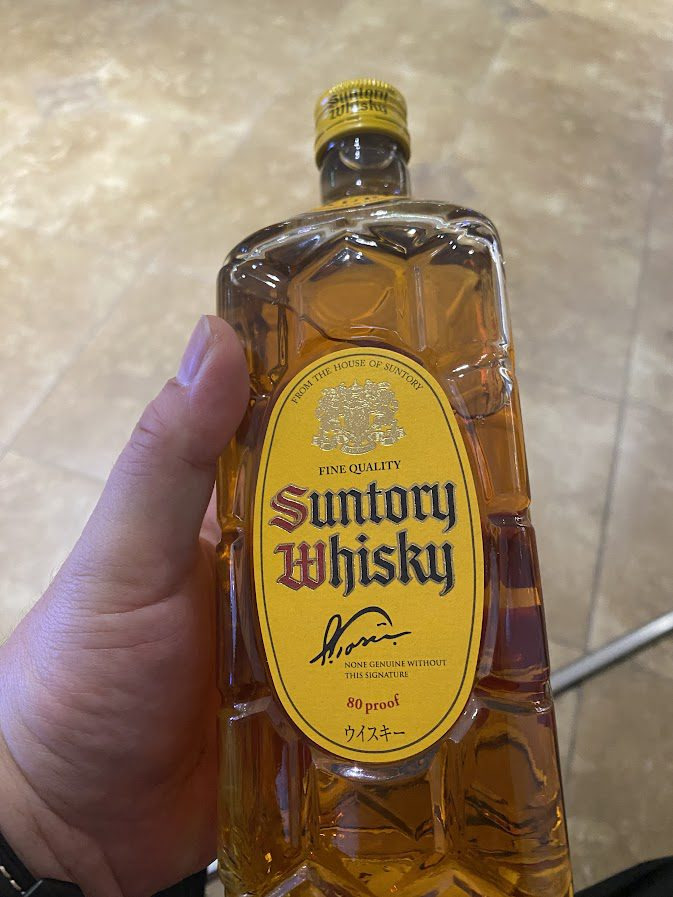 Suntory
Whisky
FROM THE HOUSE OF SUNTORY
FINE QUALITY
Suntory
Whisky
NONE GENUINE WITHOUT
THIS SIGNATURE
80 proof
ウイスキー